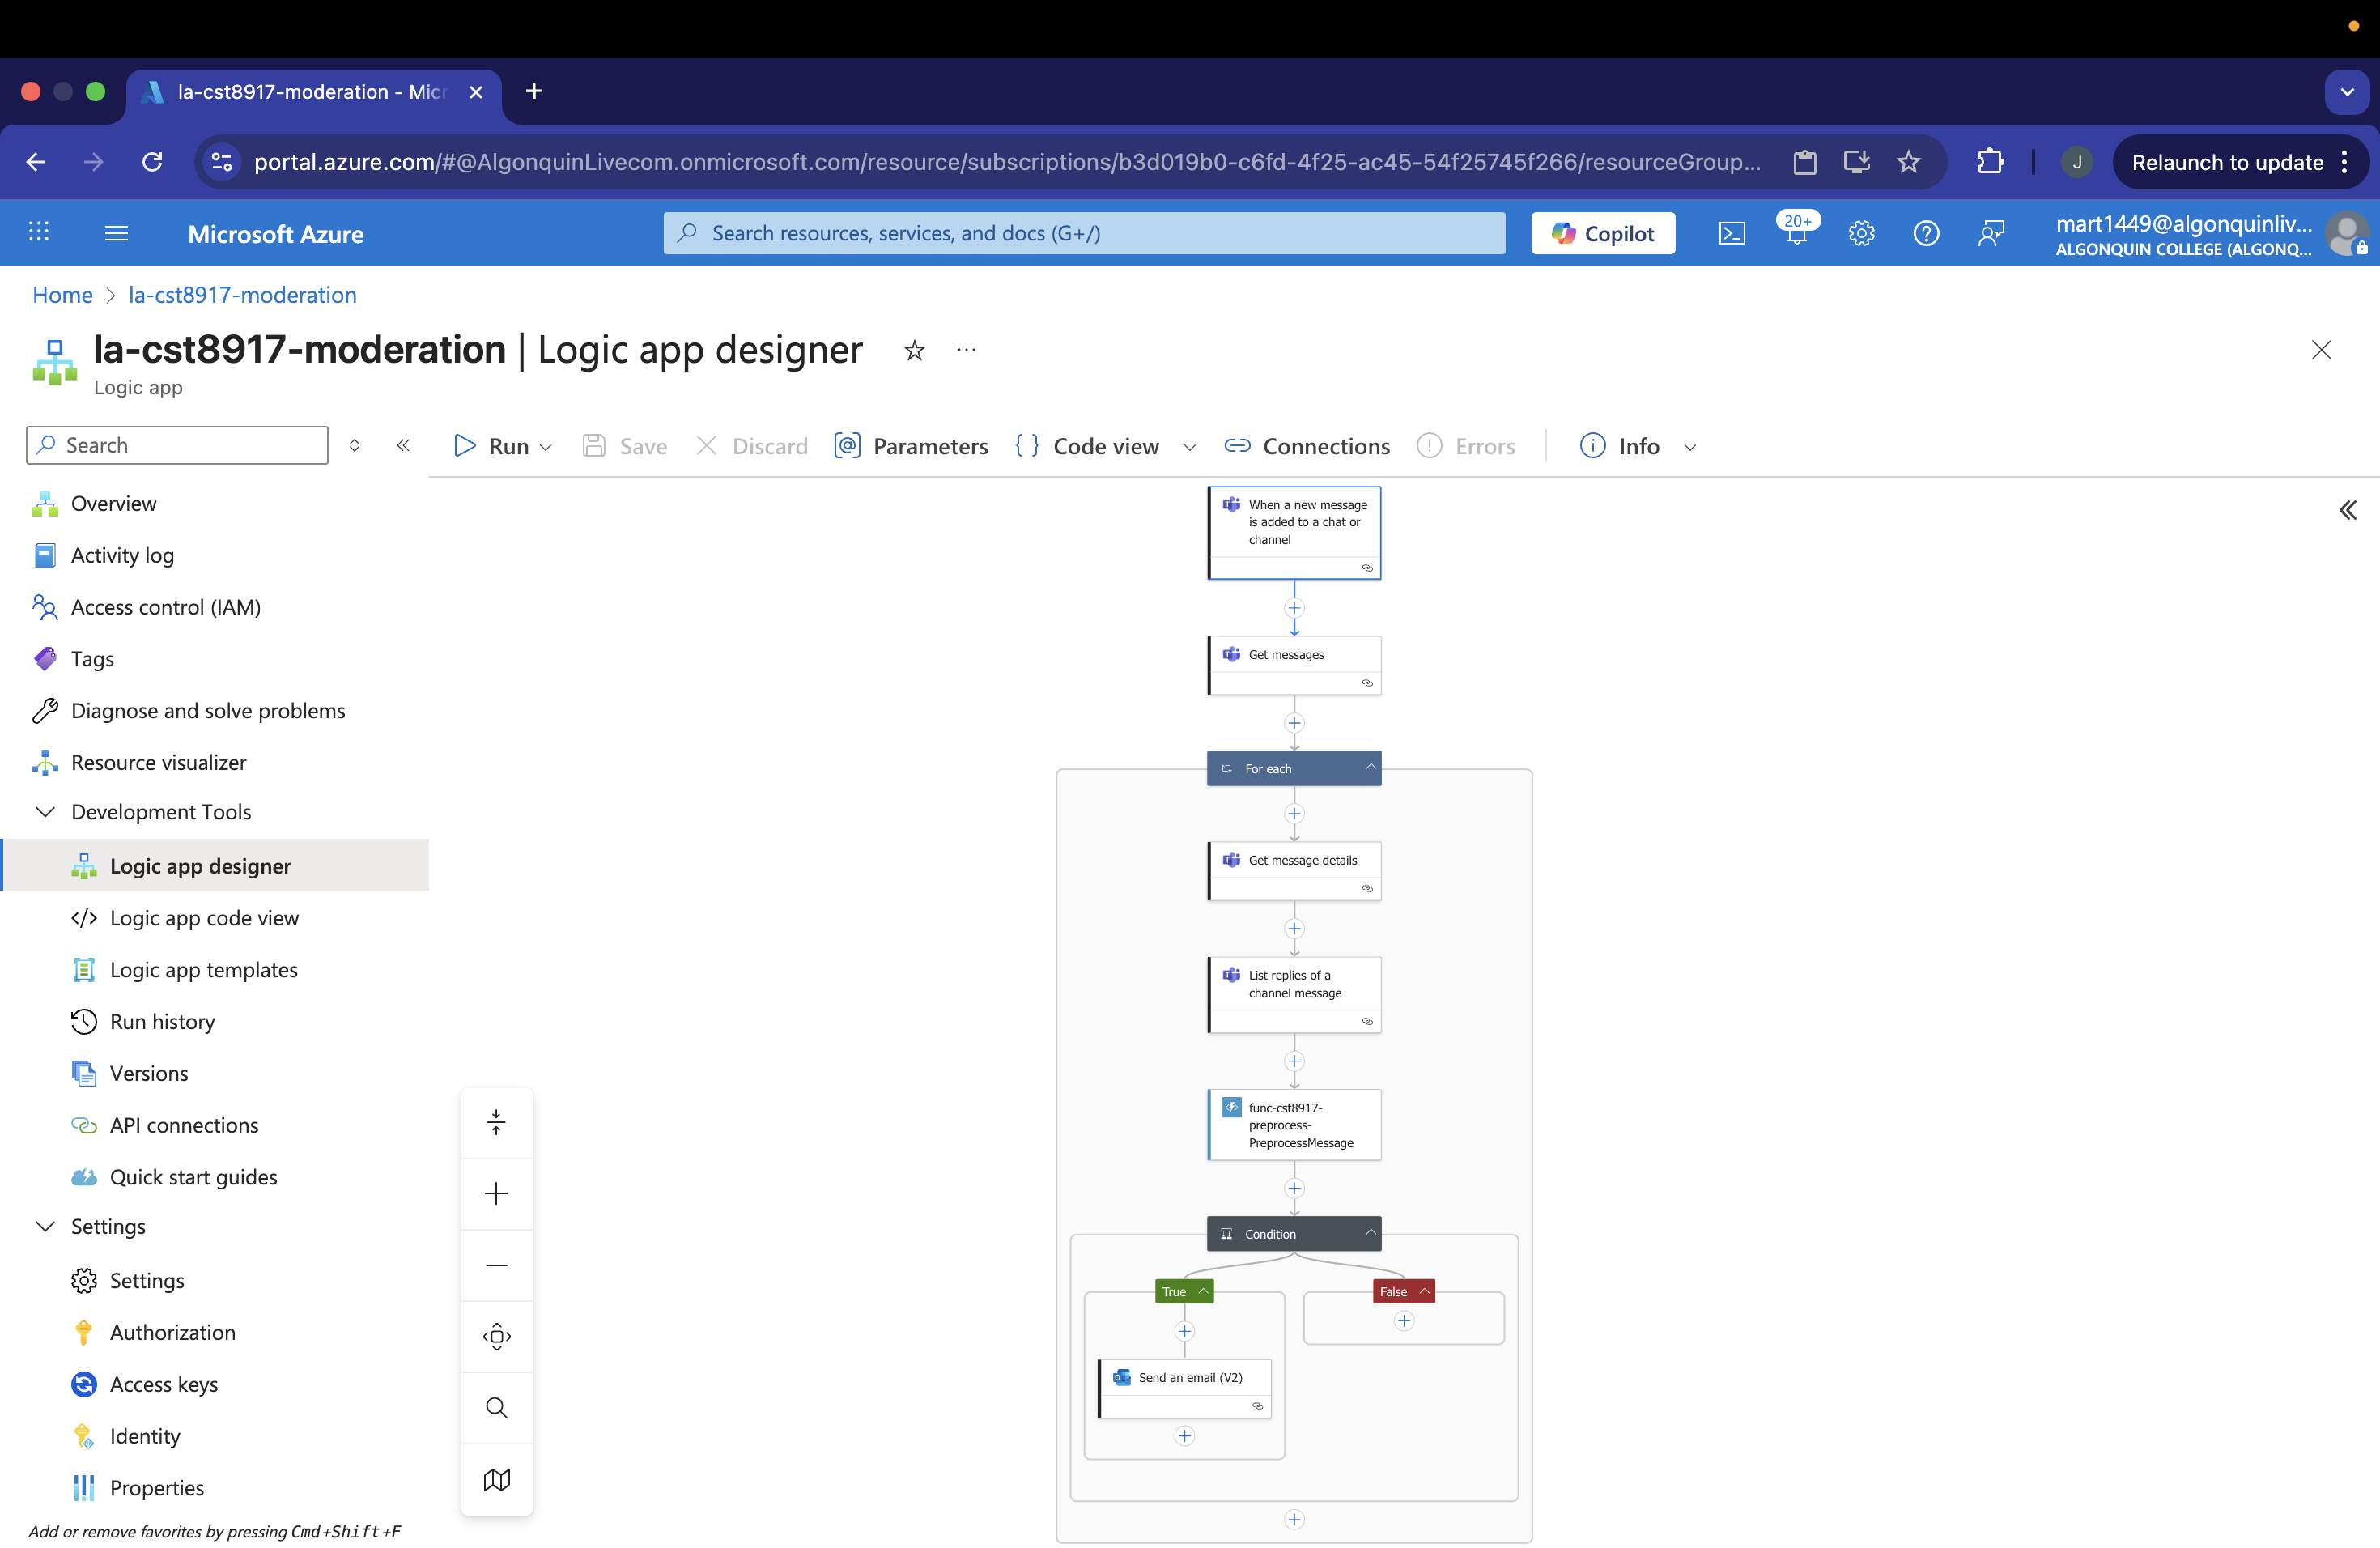 la-cst8917-moderation - Micr
portal.azure.com/#@AlgonquinLivecom.onmicrosoft.com/resource/subscriptions/b3d019b0-c6fd-4f25-ac45-54f25745f266/resourceGroup...
J
Relaunch to update
Microsoft Azure
Search resources, services, and docs (G+/)
Copilot
20+
mart1449@algonquinliv...
ALGONQUIN COLLEGE (ALGONQ...
Home > la-cst8917-moderation
la-cst8917-moderation | Logic app designer
Logic app
Search
Run
Save
Discard
Parameters
Code view
Connections
Errors
Info
Overview
Activity log
Access control (IAM)
Tags
Diagnose and solve problems
Resource visualizer
Development Tools
Logic app designer
Logic app code view
Logic app templates
Run history
Versions
API connections
Quick start guides
Settings
Settings
Authorization
Access keys
Identity
Properties
Add or remove favorites by pressing Cmd+Shift+F
When a new message
is added to a chat or
channel
Get messages
For each
Get message details
List replies of a
channel message
func-cst8917-
preprocess-
PreprocessMessage
Condition
True
False
Send an email (V2)